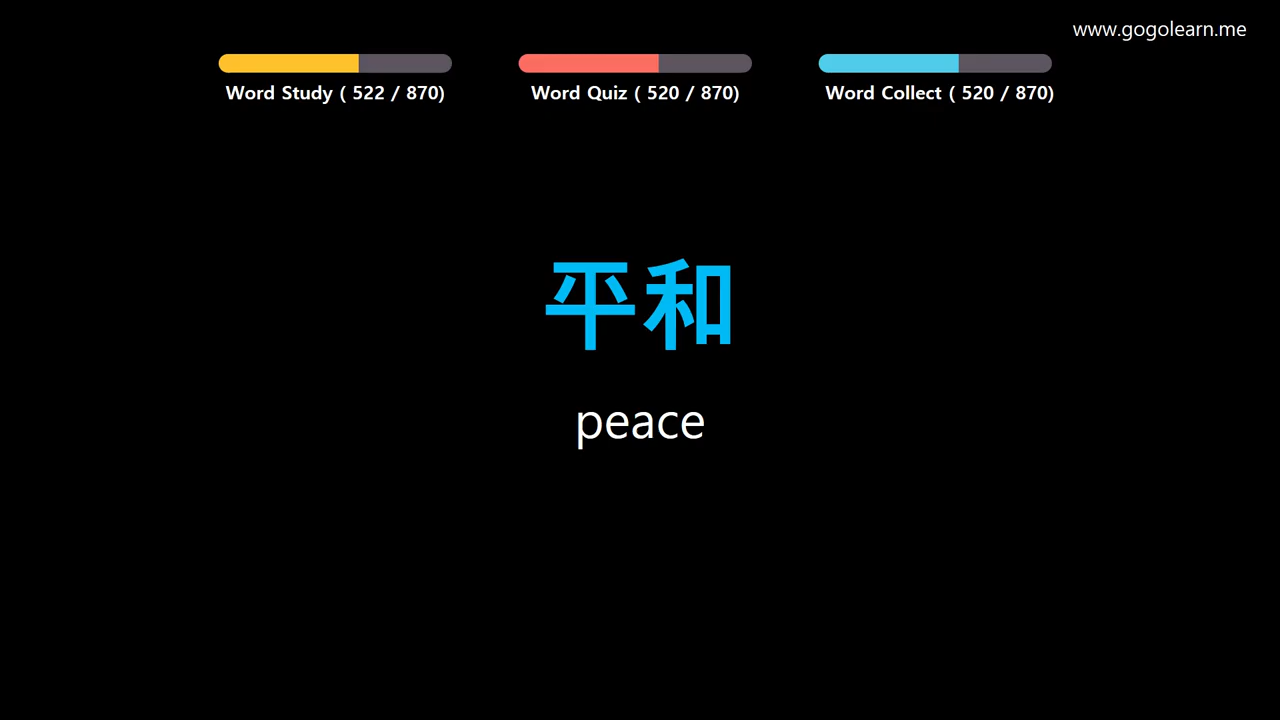 www.gogolearn.me
Word Study ( 522 / 870)
Word Quiz ( 520 / 870)
Word Collect ( 520 / 870)
平和
peace